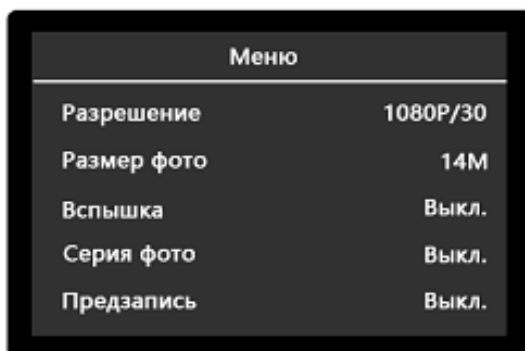 Меню
Разрешение 1080P/30
Размер фото 14M
Вспышка Выкл.
Серия фото Выкл.
Предзапись Выкл.